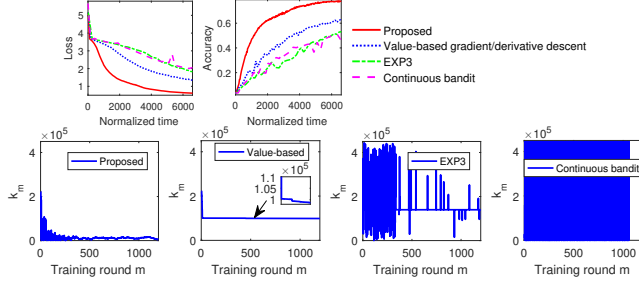 Loss
5
4
3
2
1
0
2000
4000
6000
Normalized time
Accuracy
0.6
0.4
0.2
0
2000
4000
6000
Normalized time
Proposed
Value-based gradient/derivative descent
EXP3
Continuous bandit
k_m
× 10^5
4
2
0
0
500
1000
Proposed
Training round m
k_m
× 10^5
4
2
0
0
500
1000
Value-based
× 10^5
1.1
1.05
1
Training round m
k_m
× 10^5
4
2
0
0
500
1000
EXP3
Training round m
k_m
× 10^5
4
2
0
0
500
1000
Continuous bandit
Training round m